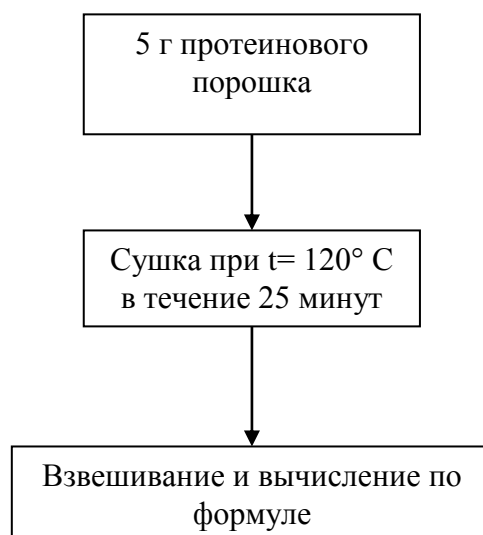 5 г протеинового
порошка
Сушка при t= 120° С
в течение 25 минут
Взвешивание и вычисление по
формуле